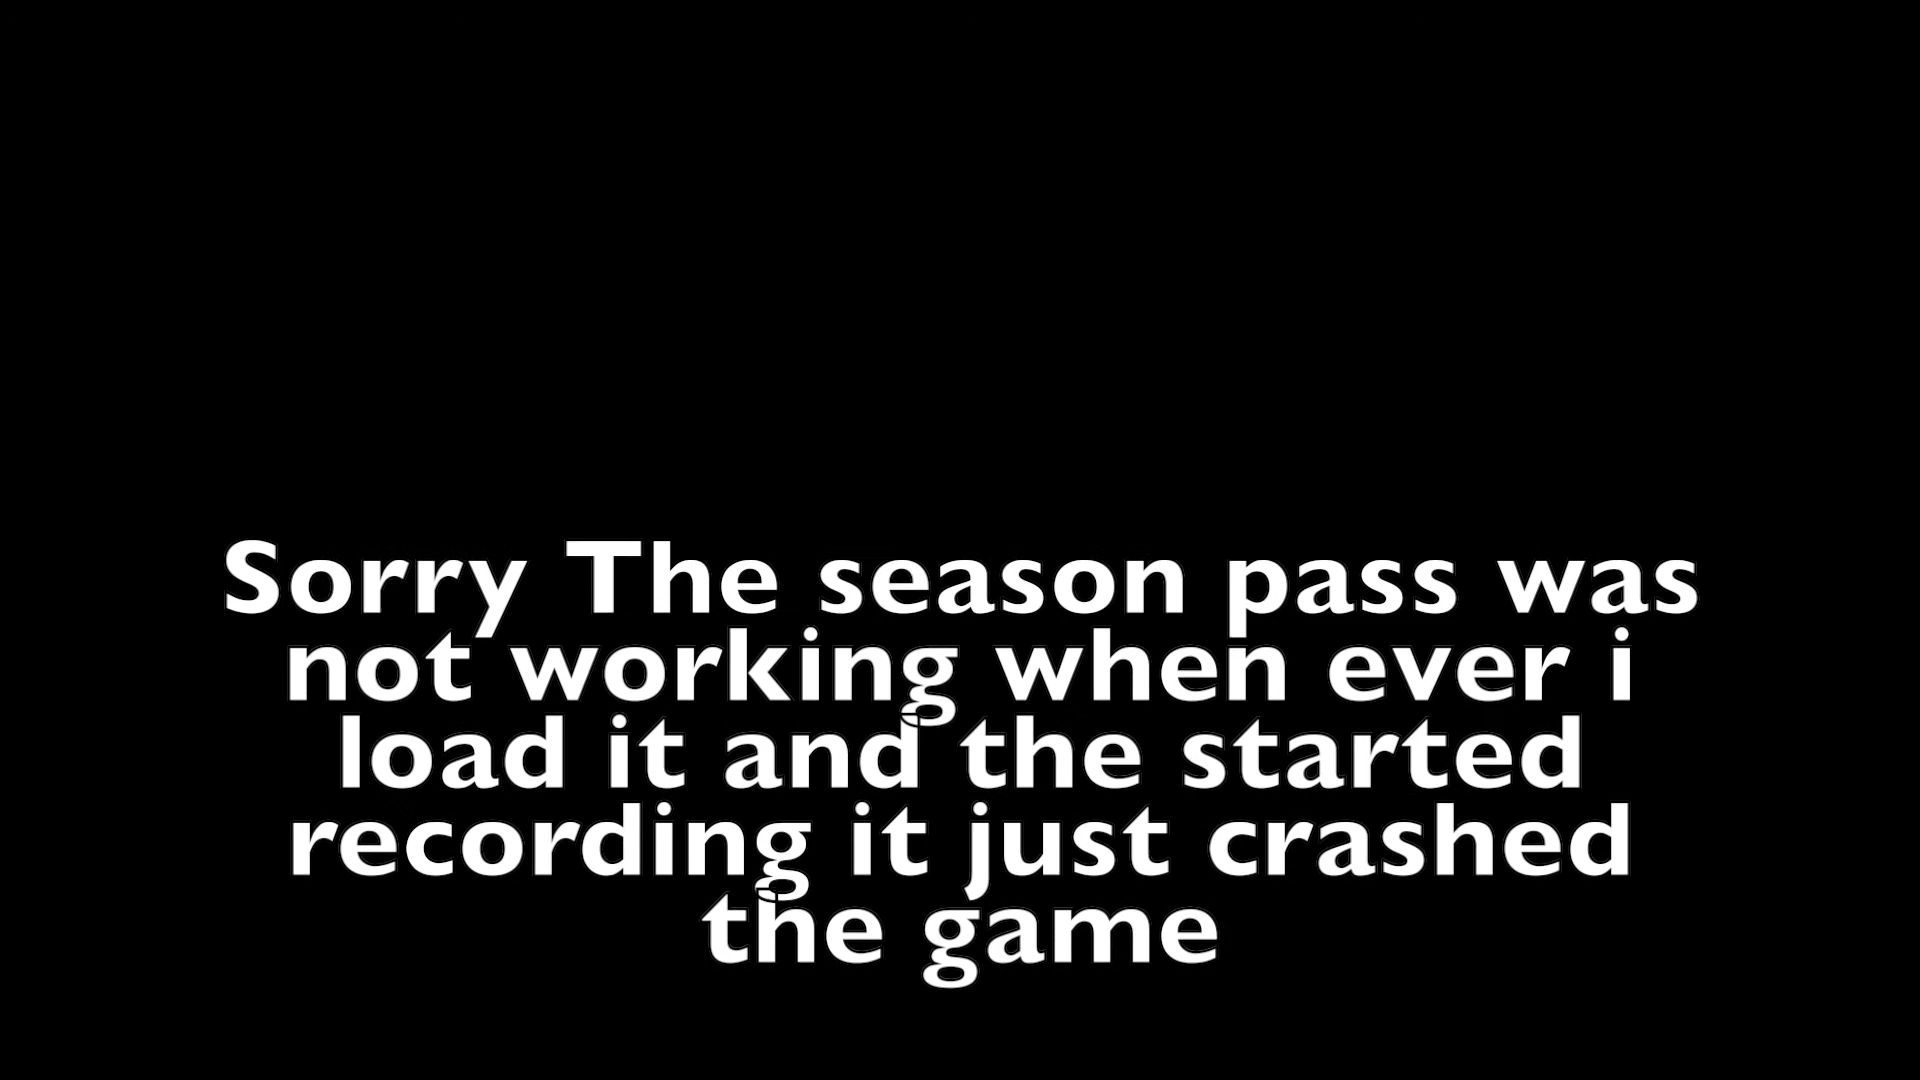 Sorry The season pass was
not working when ever i
load it and the started
recording it just crashed
the game